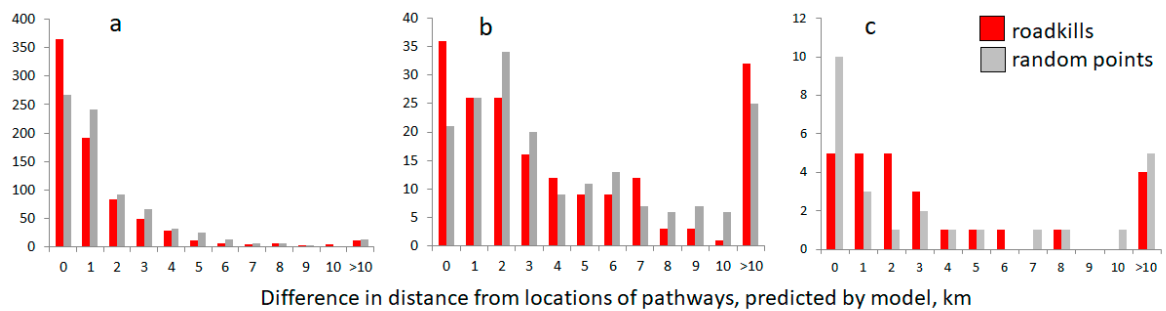 a
400
350
300
250
200
150
100
50
0
0 1 2 3 4 5 6 7 8 9 10 >10
b
40
35
30
25
20
15
10
5
0
0 1 2 3 4 5 6 7 8 9 10 >10
c
12
10
8
6
4
2
0
0 1 2 3 4 5 6 7 8 9 10 >10
roadkills
random points
Difference in distance from locations of pathways, predicted by model, km